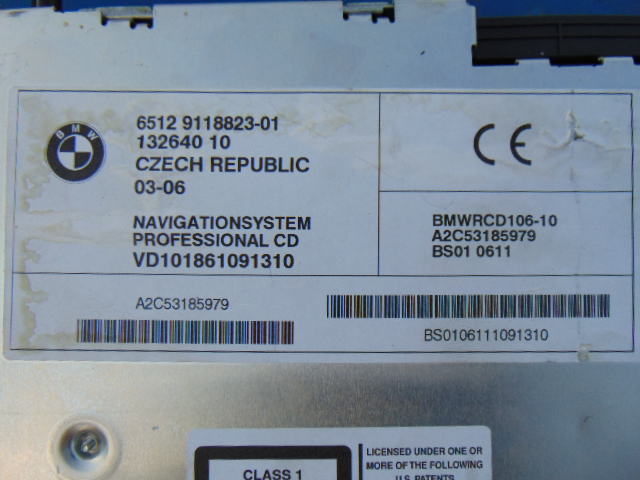 BMW
6512 9118823-01
132640 10
CZECH REPUBLIC
03-06
NAVIGATIONSYSTEM
PROFESSIONAL CD
VD101861091310
CE
BMWRCD106-10
A2C53185979
BS01 0611
A2C53185979
BS0106111091310
CLASS 1
LICENSED UNDER ONE OR
MORE OF THE FOLLOWING
U.S. PATENTS